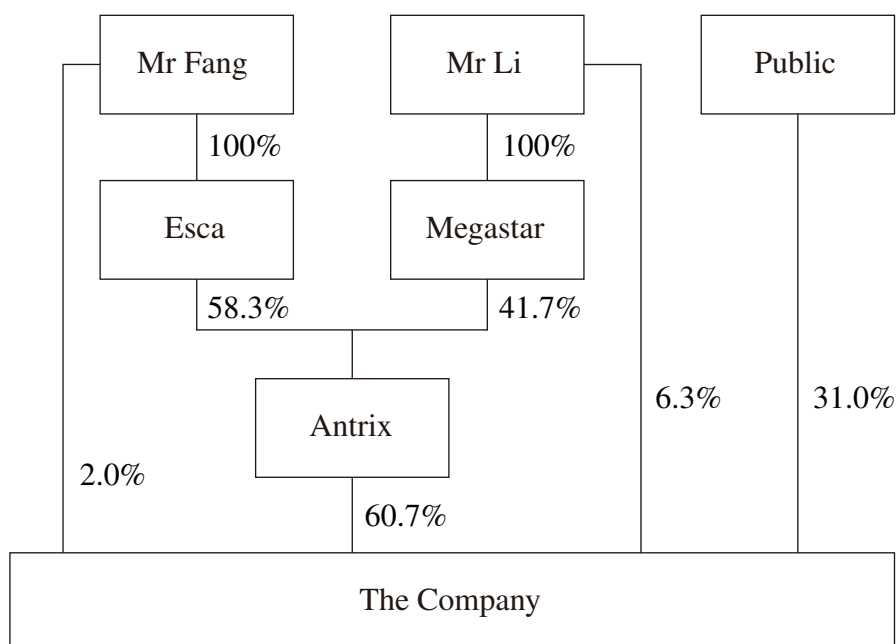 Mr Fang
Mr Li
Public
100%
100%
Esca
Megastar
58.3%
41.7%
Antrix
6.3%
31.0%
2.0%
60.7%
The Company